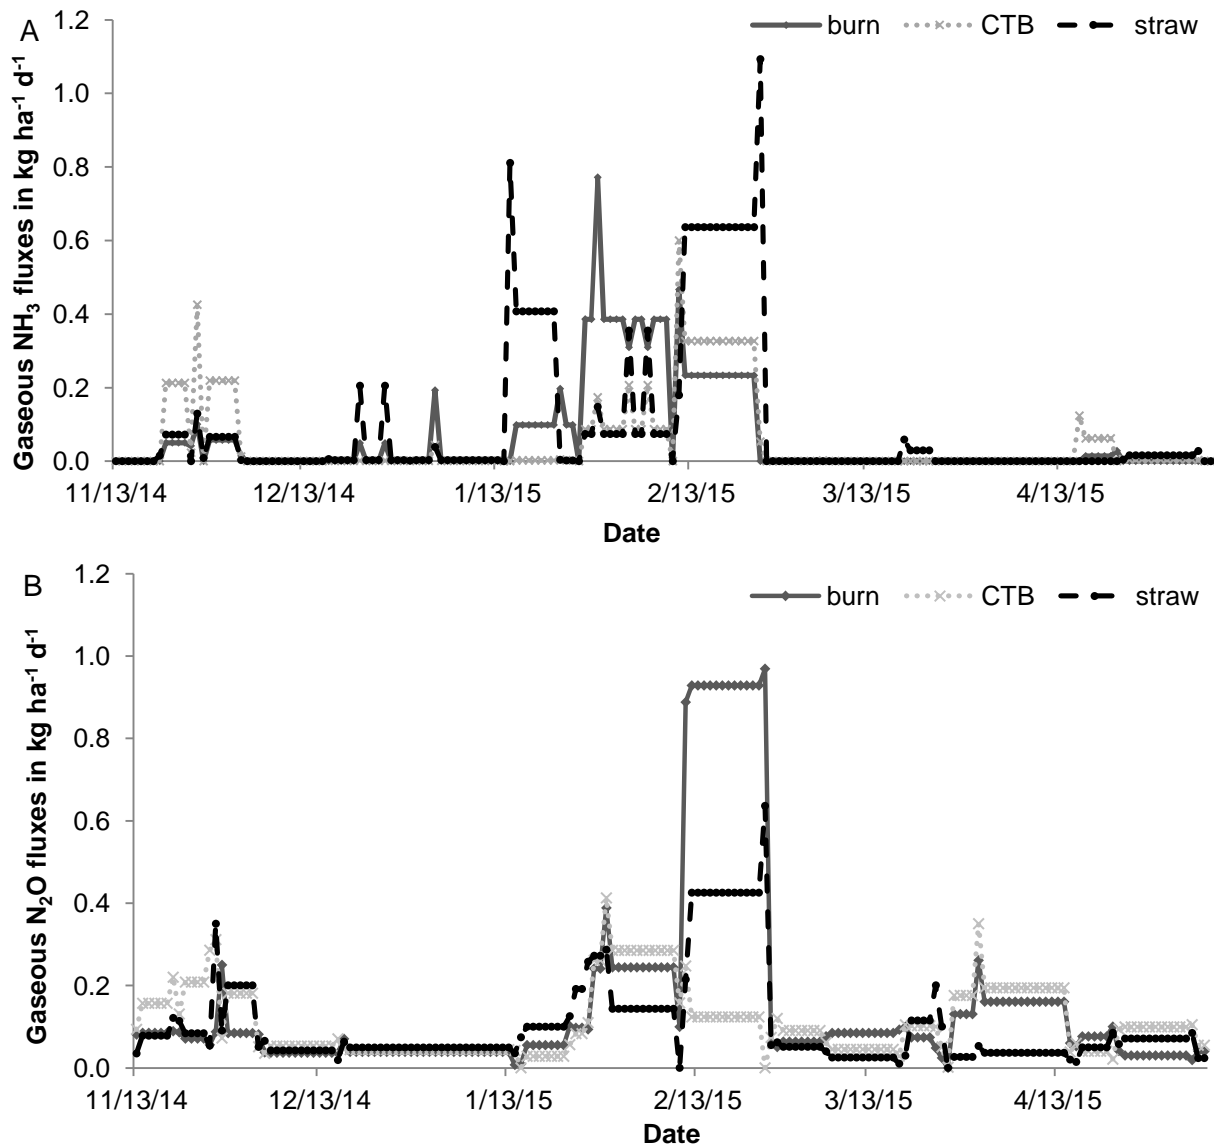 A
burn CTB straw
Gaseous NH₃ fluxes in kg ha⁻¹ d⁻¹
1.2
1.0
0.8
0.6
0.4
0.2
0.0
11/13/14 12/13/14 1/13/15 2/13/15 3/13/15 4/13/15
Date
B
burn CTB straw
Gaseous N₂O fluxes in kg ha⁻¹ d⁻¹
1.2
1.0
0.8
0.6
0.4
0.2
0.0
11/13/14 12/13/14 1/13/15 2/13/15 3/13/15 4/13/15
Date